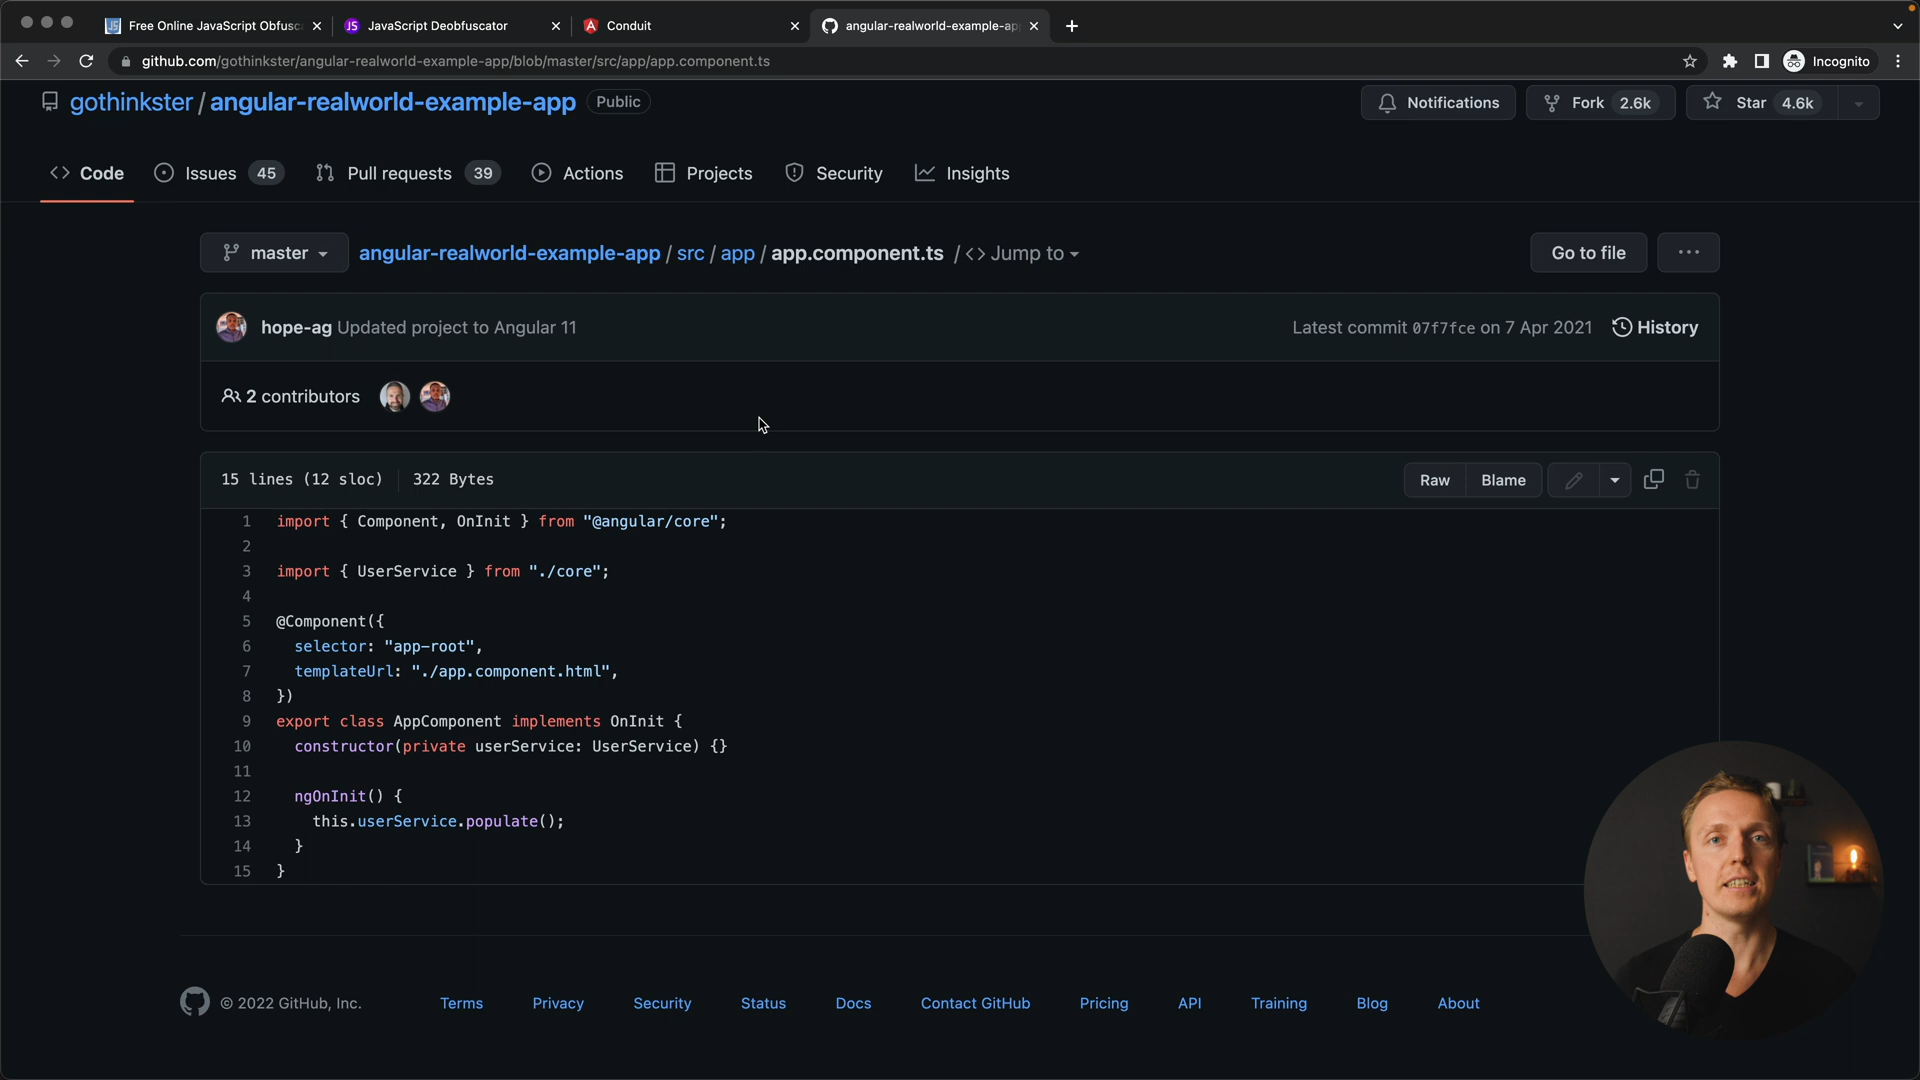 Free Online JavaScript Obfusc
JavaScript Deobfuscator
Conduit
angular-realworld-example-ap
github.com/gothinkster/angular-realworld-example-app/blob/master/src/app/app.component.ts
Incognito
gothinkster / angular-realworld-example-app Public
Notifications
Fork 2.6k
Star 4.6k
Code
Issues 45
Pull requests 39
Actions
Projects
Security
Insights
master
angular-realworld-example-app / src / app / app.component.ts / <> Jump to
Go to file
hope-ag Updated project to Angular 11
Latest commit 07f7fce on 7 Apr 2021
History
2 contributors
15 lines (12 sloc) 322 Bytes
Raw
Blame
1 import { Component, OnInit } from "@angular/core";
2
3 import { UserService } from "./core";
4
5 @Component({
6 selector: "app-root",
7 templateUrl: "./app.component.html",
8 })
9 export class AppComponent implements OnInit {
10 constructor(private userService: UserService) {}
11
12 ngOnInit() {
13 this.userService.populate();
14 }
15 }
© 2022 GitHub, Inc.
Terms
Privacy
Security
Status
Docs
Contact GitHub
Pricing
API
Training
Blog
About